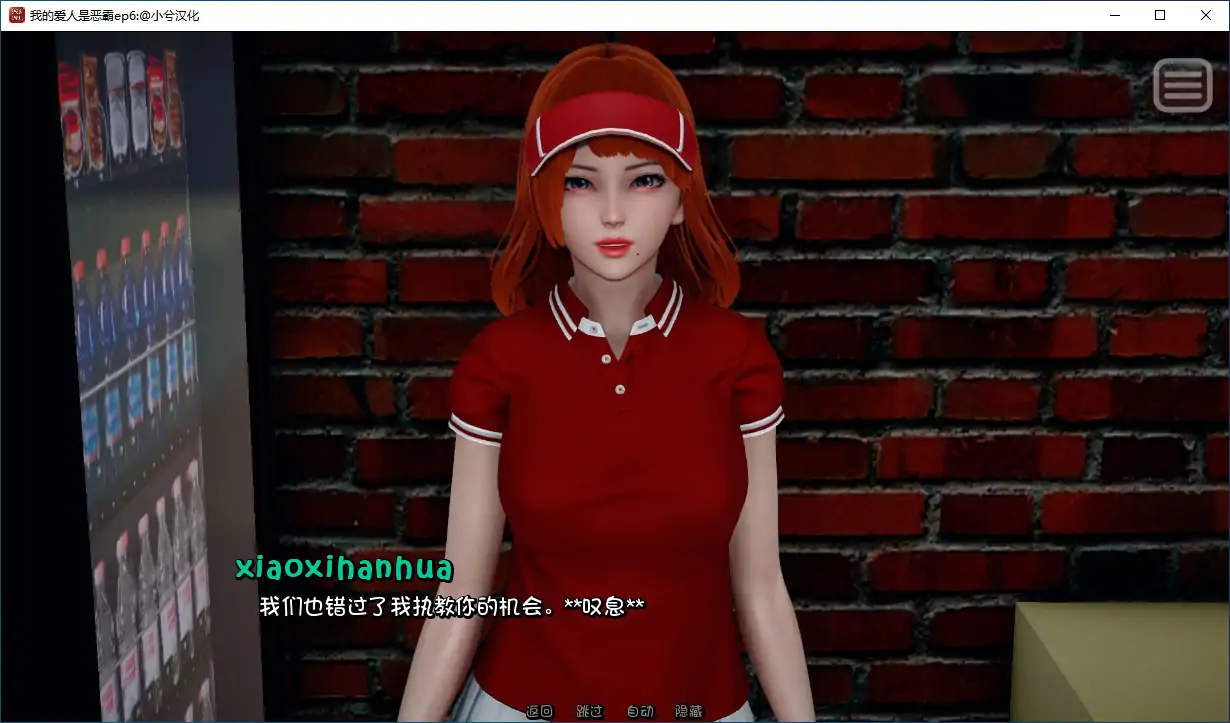 我的爱人是恶霸ep6:@小兮汉化
xiaoxihanhua
我们也错过了我执教你的机会。**叹息**
返回 跳过 自动 隐藏